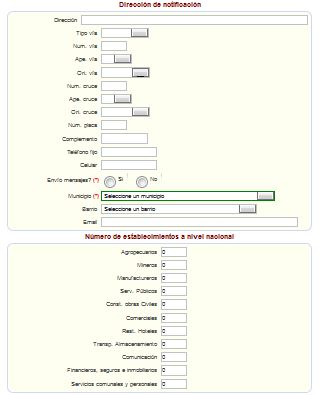 Dirección de notificación
Dirección
Tipo vía
Núm. vía
Ape. vía
Ori. vía
Núm. cruce
Ape. cruce
Ori. cruce
Núm. placa
Complemento
Teléfono fijo
Celular
Envío mensajes? (*) Si No
Municipio (*) Seleccione un municipio
Barrio Seleccione un barrio
Email
Número de establecimientos a nivel nacional
Agropecuarios 0
Mineros 0
Manufactureros 0
Serv. Públicos 0
Const. obras Civiles 0
Comerciales 0
Rest. Hoteles 0
Transp. Almacenamiento 0
Comunicación 0
Financieros, seguros e inmobiliarios 0
Servicios comunales y personales 0